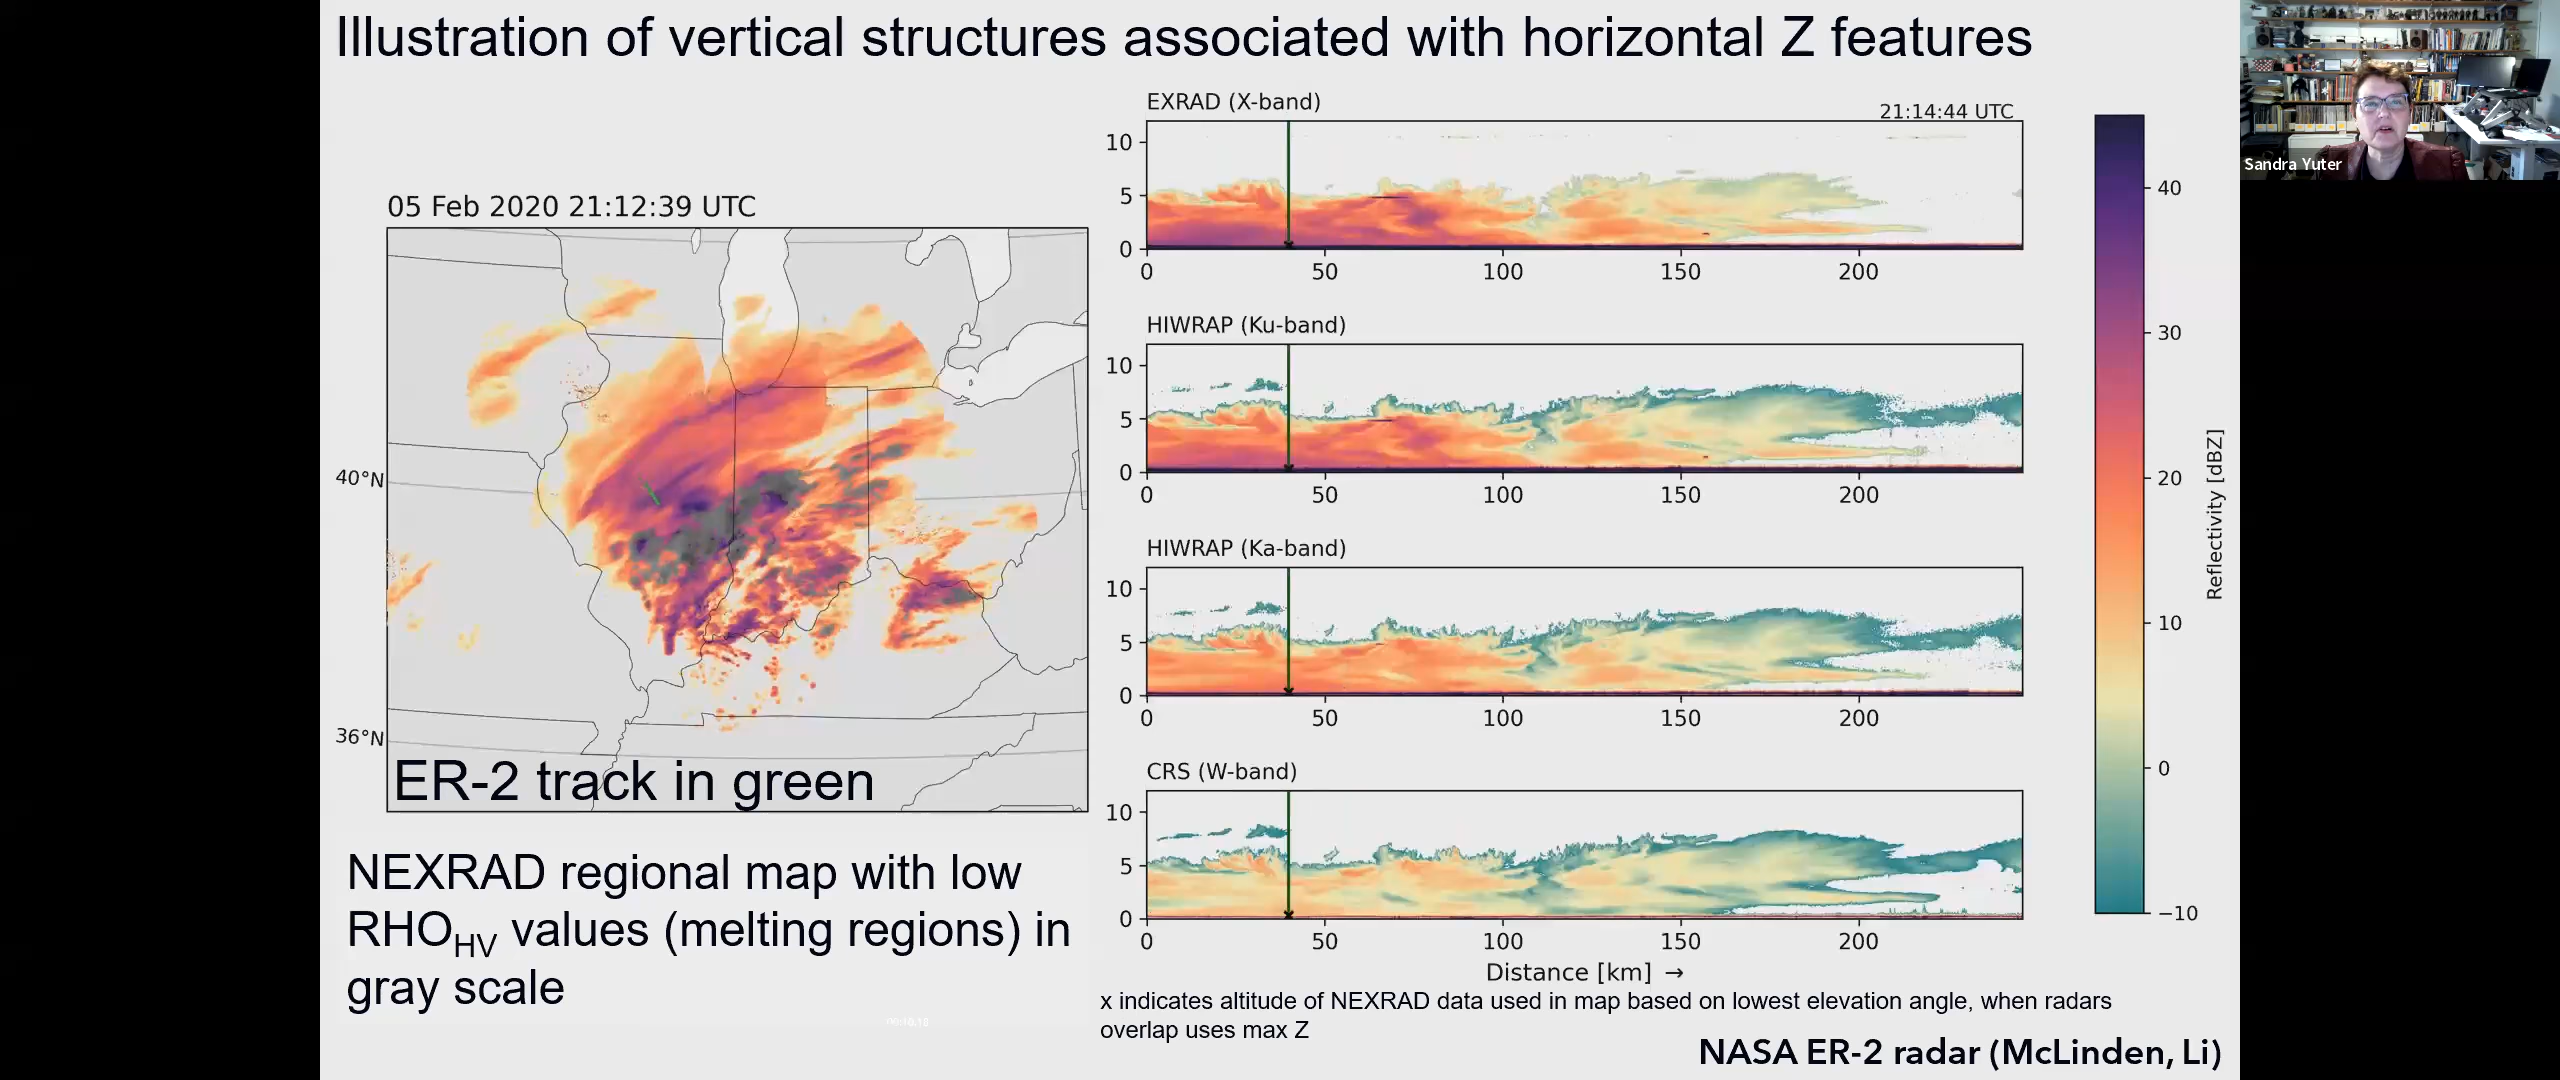 Illustration of vertical structures associated with horizontal Z features
Sandra Yuter
05 Feb 2020 21:12:39 UTC
40°N
36°N
ER-2 track in green
NEXRAD regional map with low
RHOHV values (melting regions) in
gray scale
EXRAD (X-band)
21:14:44 UTC
10
5
0
0 50 100 150 200
HIWRAP (Ku-band)
10
5
0
0 50 100 150 200
HIWRAP (Ka-band)
10
5
0
0 50 100 150 200
CRS (W-band)
10
5
0
0 50 100 150 200
Distance [km] →
40
30
20
10
0
−10
Reflectivity [dBZ]
x indicates altitude of NEXRAD data used in map based on lowest elevation angle, when radars
overlap uses max Z
NASA ER-2 radar (McLinden, Li)